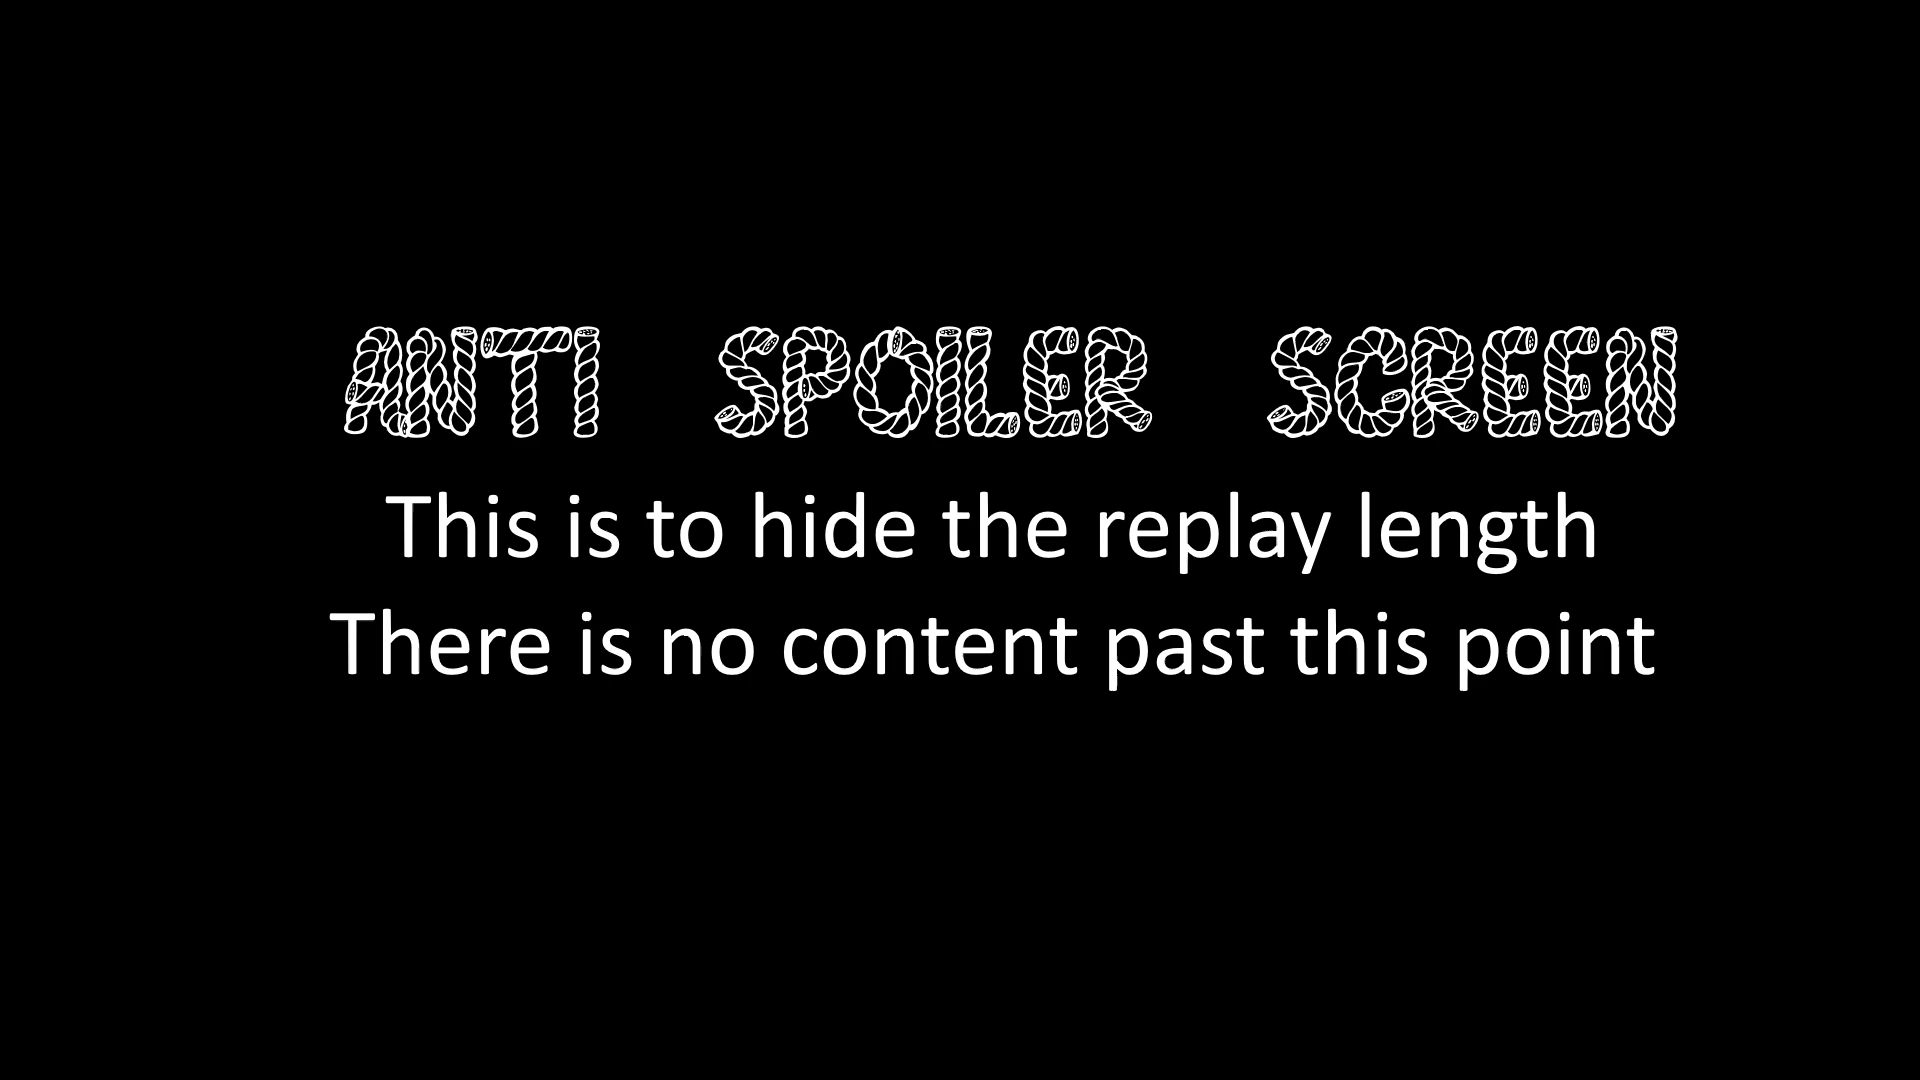 ANTI SPOILER SCREEN
This is to hide the replay length
There is no content past this point